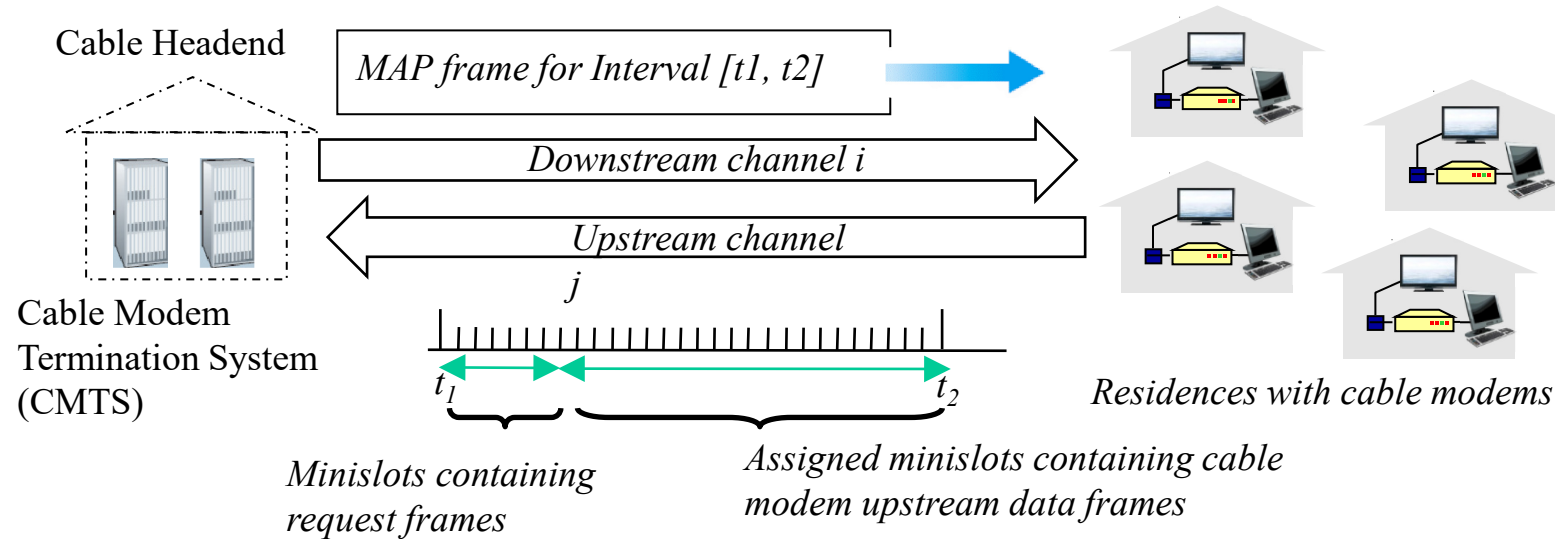 Cable Headend
MAP frame for Interval [t1, t2]
Downstream channel i
Upstream channel
j
Cable Modem
Termination System
(CMTS)
t1
t2
Residences with cable modems
Minislots containing
request frames
Assigned minislots containing cable
modem upstream data frames